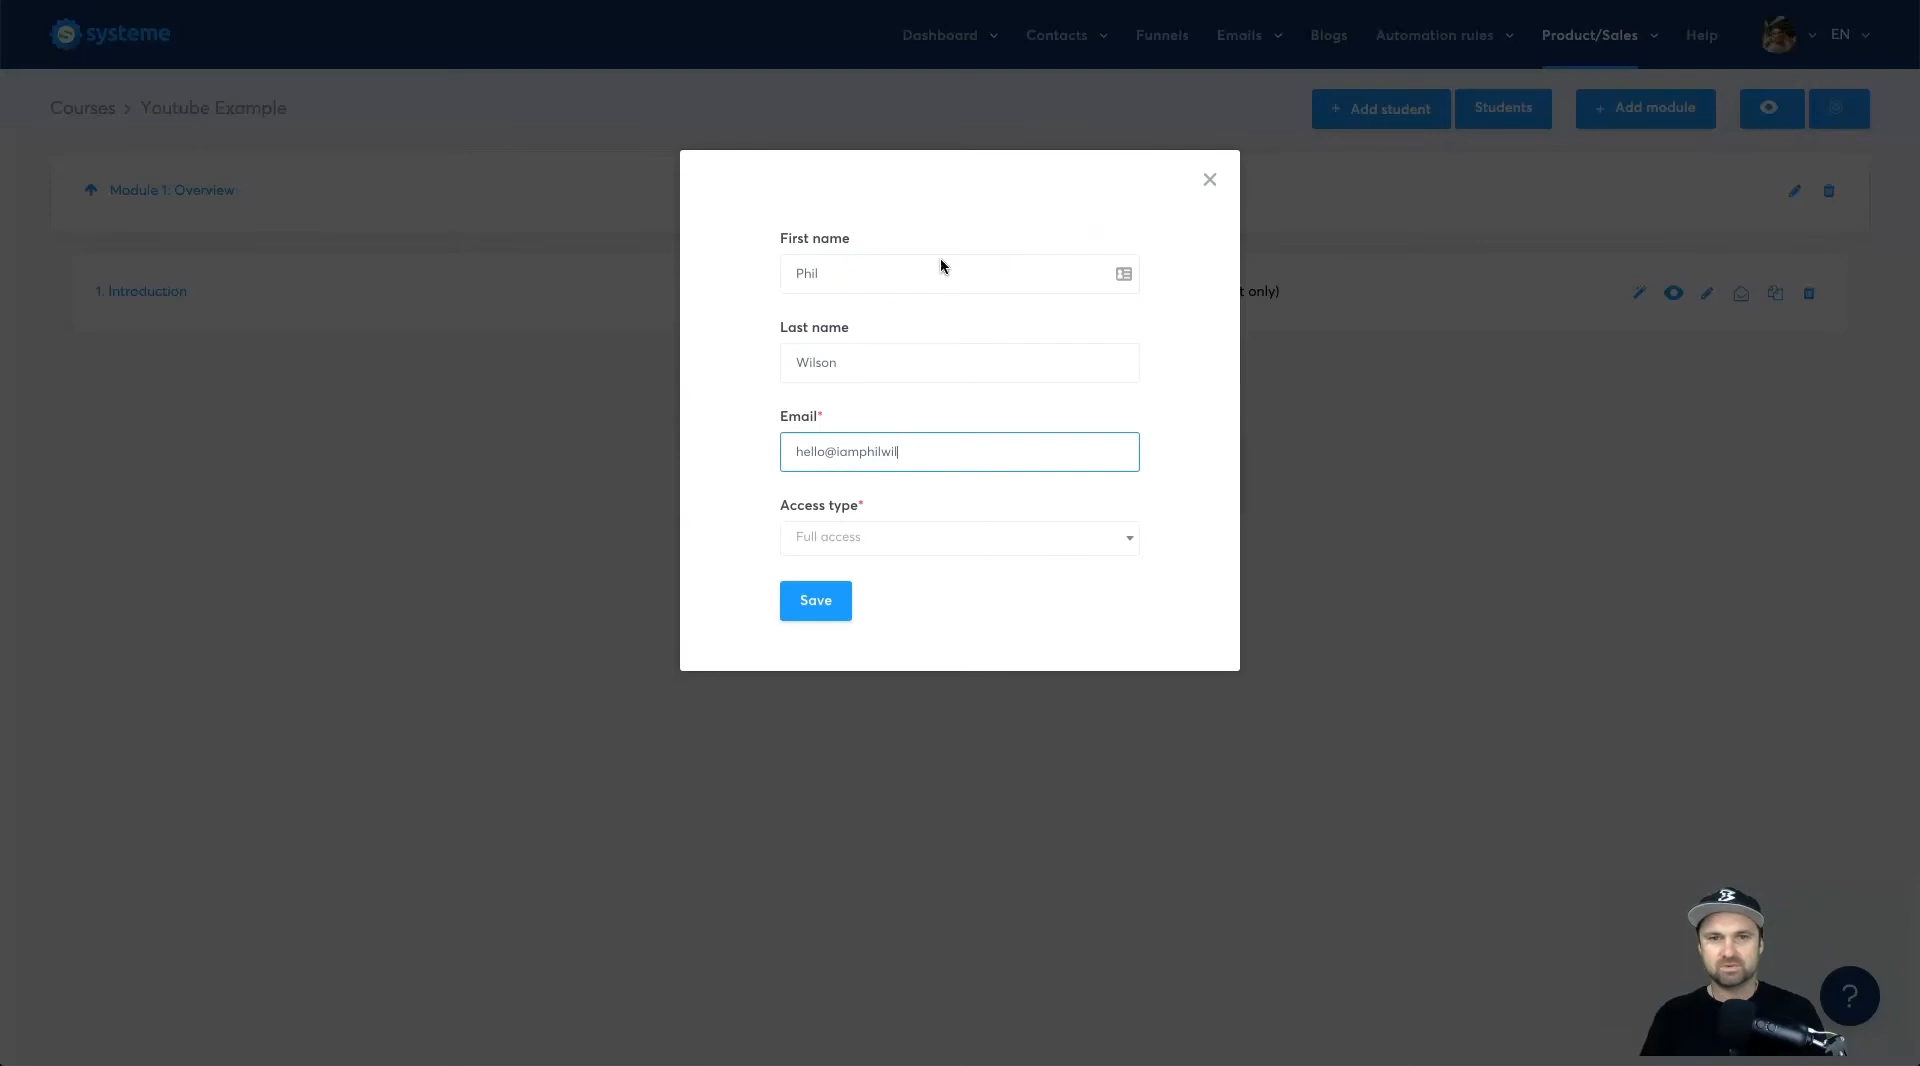 systeme
Dashboard Contacts Funnels Emails Blogs Automation rules Product/Sales Help EN
Courses > Youtube Example
+ Add student Students + Add module
Module 1: Overview
First name
Phil
1. Introduction
t only)
Last name
Wilson
Email*
hello@iamphilwil
Access type*
Full access
Save
?